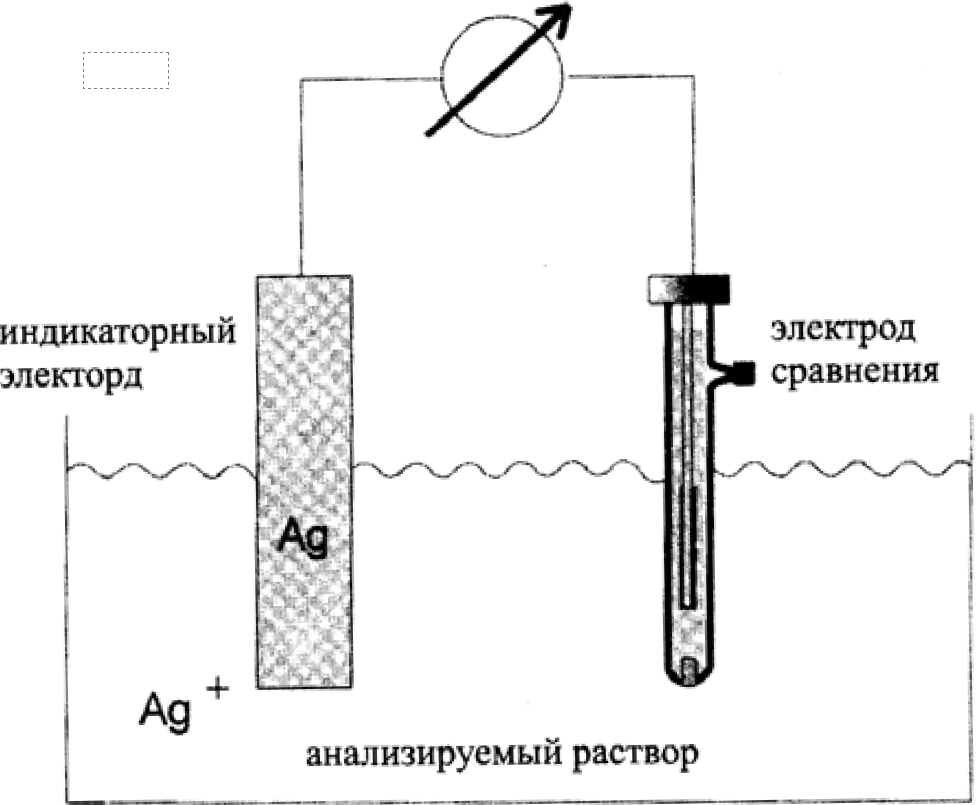 индикаторный
электорд
электрод
сравнения
Ag
Ag +
анализируемый раствор